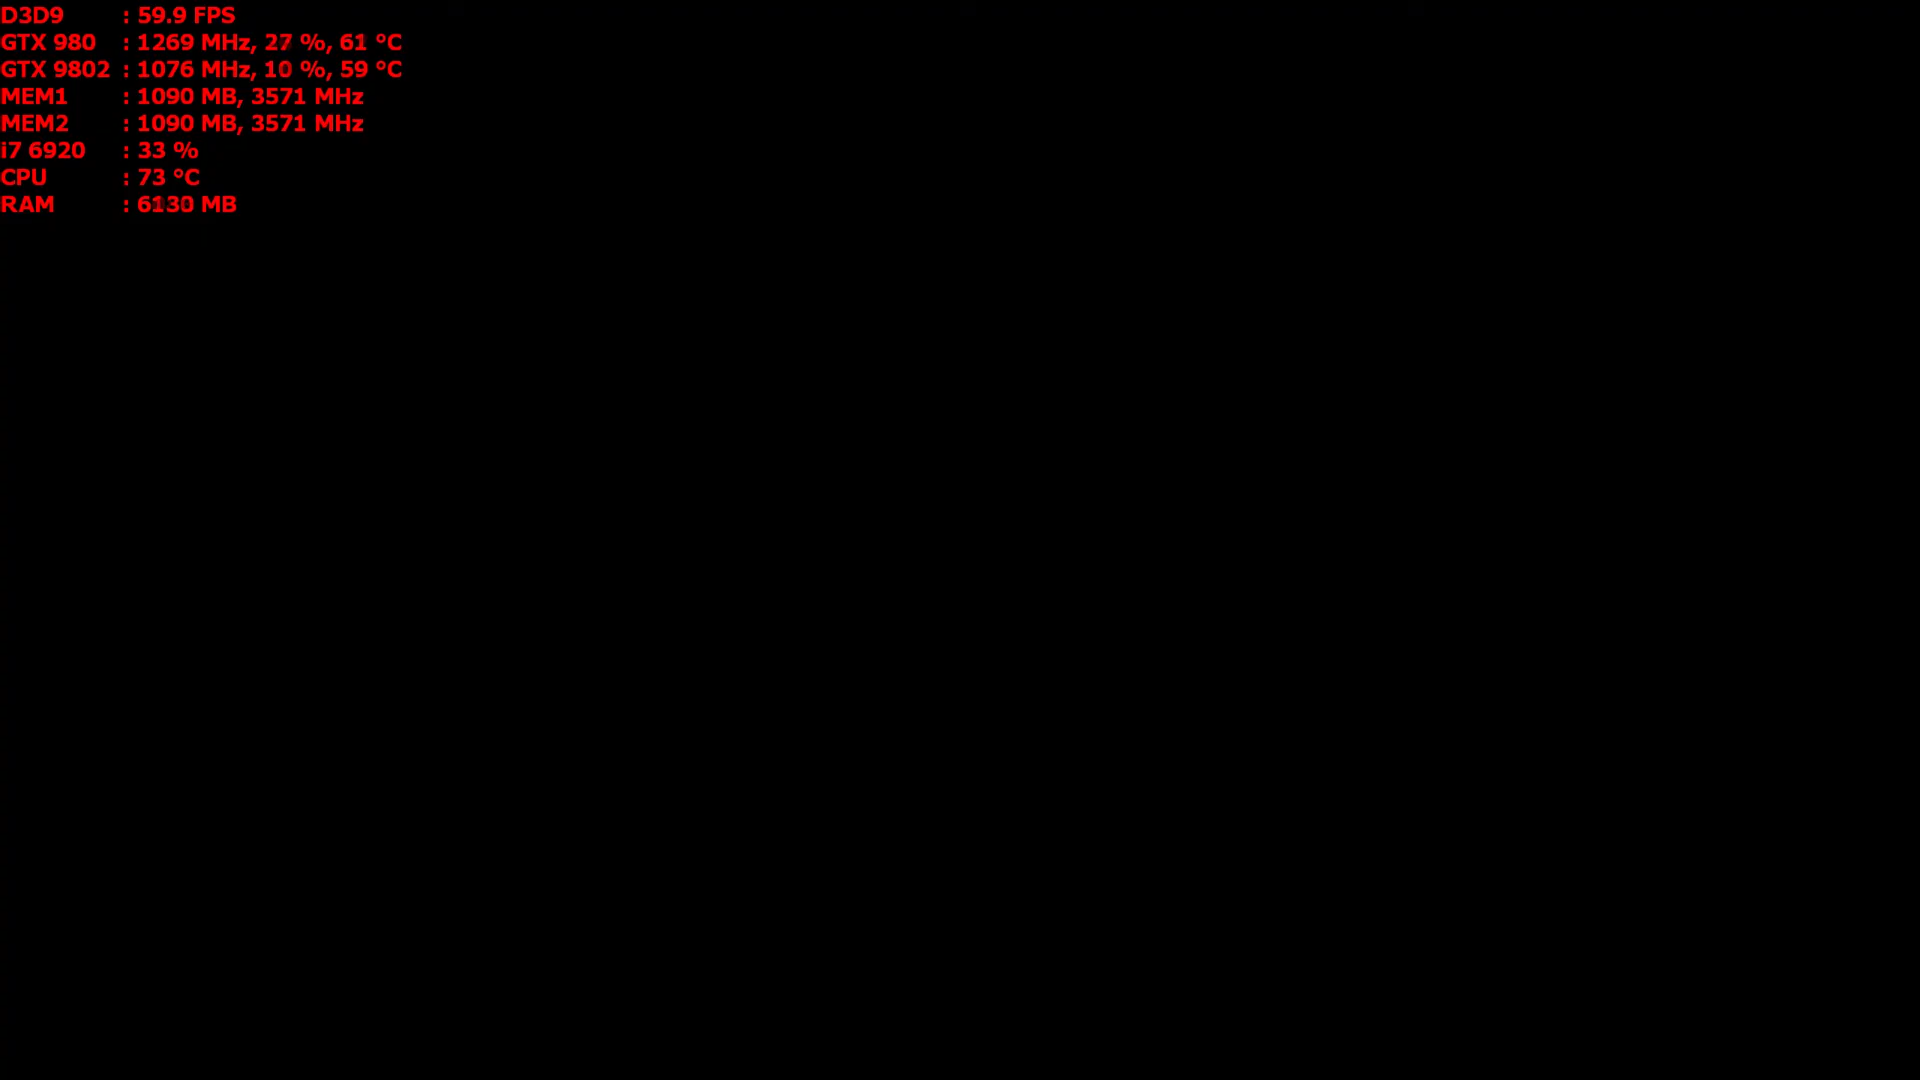 D3D9 : 59.9 FPS
GTX 980 : 1269 MHz, 27 %, 61 °C
GTX 9802 : 1076 MHz, 10 %, 59 °C
MEM1 : 1090 MB, 3571 MHz
MEM2 : 1090 MB, 3571 MHz
i7 6920 : 33 %
CPU : 73 °C
RAM : 6130 MB